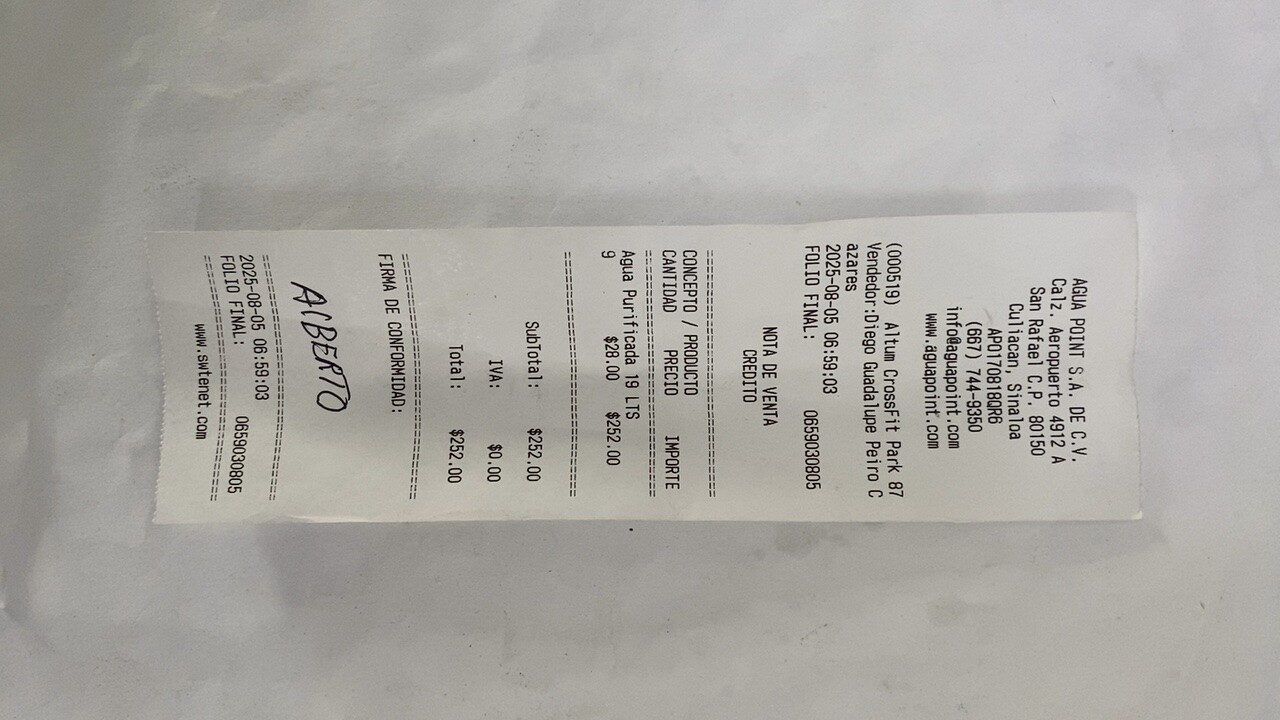 AGUA POINT S.A. DE C.V.
Calz. Aeropuerto 4912 A
San Rafael C.P. 80150
Culiacan, Sinaloa
APO170818QR6
(667) 744-9350
info@aguapoint.com
www.aguapoint.com
(000519) Altum CrossFit Park 87
Vendedor:Diego Guadalupe Peiro C
azares
2025-08-05 06:59:03
FOLIO FINAL: 0659030805
NOTA DE VENTA
CREDITO
================================
CONCEPTO / PRODUCTO
CANTIDAD PRECIO IMPORTE
================================
Agua Purificada 19 LTS
9 $28.00 $252.00
================================
SubTotal: $252.00
IVA: $0.00
Total: $252.00
================================
FIRMA DE CONFORMIDAD:
AlBERTO
================================
2025-08-05 06:59:03
FOLIO FINAL: 0659030805
================================
www.swtenet.com